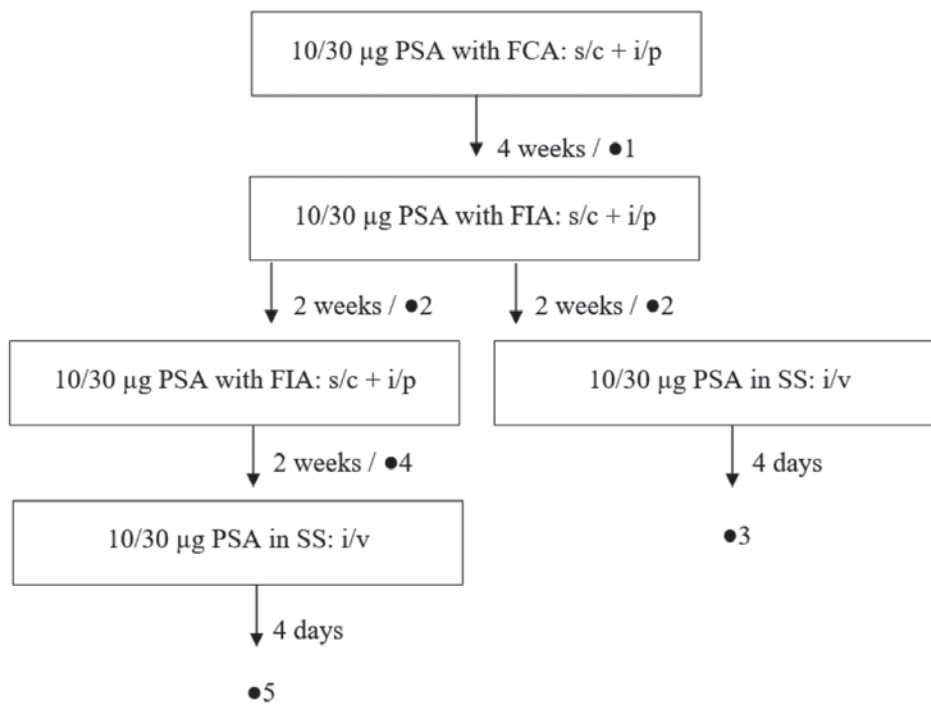 10/30 µg PSA with FCA: s/c + i/p
4 weeks / ●1
10/30 µg PSA with FIA: s/c + i/p
2 weeks / ●2
2 weeks / ●2
10/30 µg PSA with FIA: s/c + i/p
10/30 µg PSA in SS: i/v
2 weeks / ●4
4 days
10/30 µg PSA in SS: i/v
●3
4 days
●5